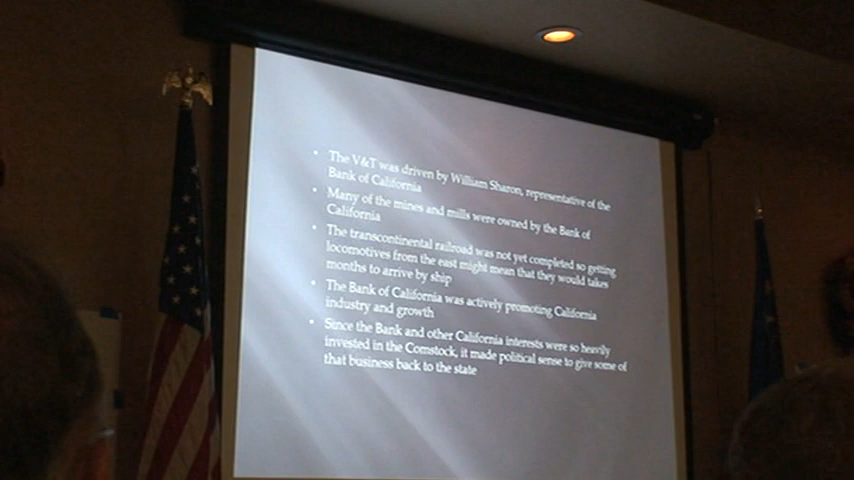 • The V&T was driven by William Sharon, representative of the
Bank of California
• Many of the mines and mills were owned by the Bank of
California
• The transcontinental railroad was not yet completed so getting
locomotives from the east might mean that they would takes
months to arrive by ship
• The Bank of California was actively promoting California
industry and growth
• Since the Bank and other California interests were so heavily
invested in the Comstock, it made political sense to give some of
that business back to the state